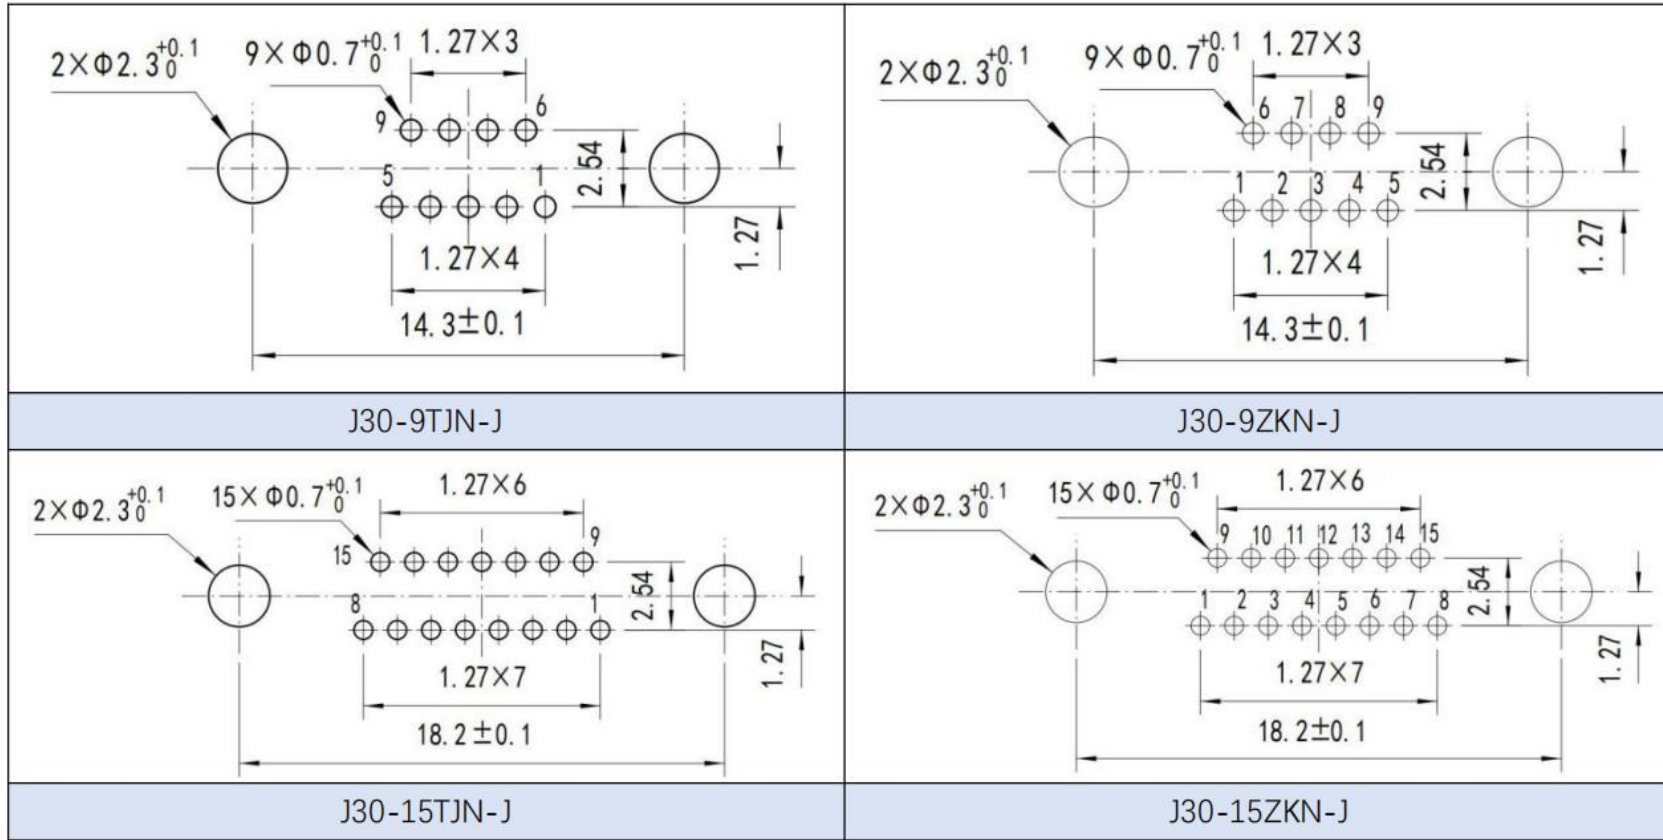 2×Φ2.3+0.1 0
9×Φ0.7+0.1 0
1.27×3
9
6
5
1
2.54
1.27
1.27×4
14.3±0.1
J30-9TJN-J
2×Φ2.3+0.1 0
9×Φ0.7+0.1 0
1.27×3
6 7 8 9
1 2 3 4 5
2.54
1.27
1.27×4
14.3±0.1
J30-9ZKN-J
2×Φ2.3+0.1 0
15×Φ0.7+0.1 0
1.27×6
15
9
8
1
2.54
1.27
1.27×7
18.2±0.1
J30-15TJN-J
2×Φ2.3+0.1 0
15×Φ0.7+0.1 0
1.27×6
9 10 11 12 13 14 15
1 2 3 4 5 6 7 8
2.54
1.27
1.27×7
18.2±0.1
J30-15ZKN-J